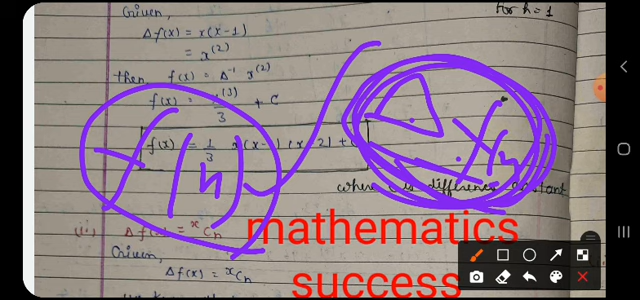 Given,
for h = 1
Δf(x) = x(x-1)
= x^(2)
then, f(x) = Δ^-1 x^(2)
f(x) = x^(3)/3 + C
f(x) = 1/3 x(x-1)(x-2) +
where is difference constant
mathematics
(ii) Δf(x) = ˣCₙ
Given,
Δf(x) = ˣCₙ
success